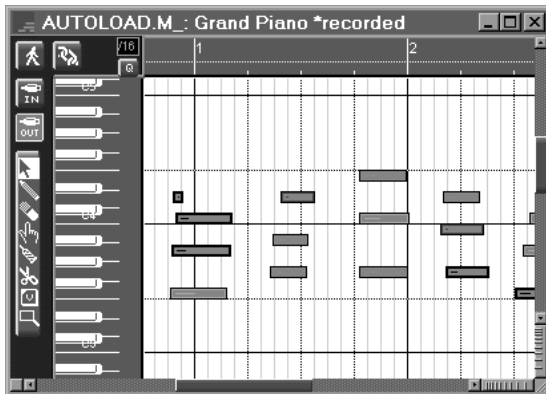 AUTOLOAD.M_: Grand Piano *recorded
/16
1
2
Q
C5
IN
OUT
C4
C3